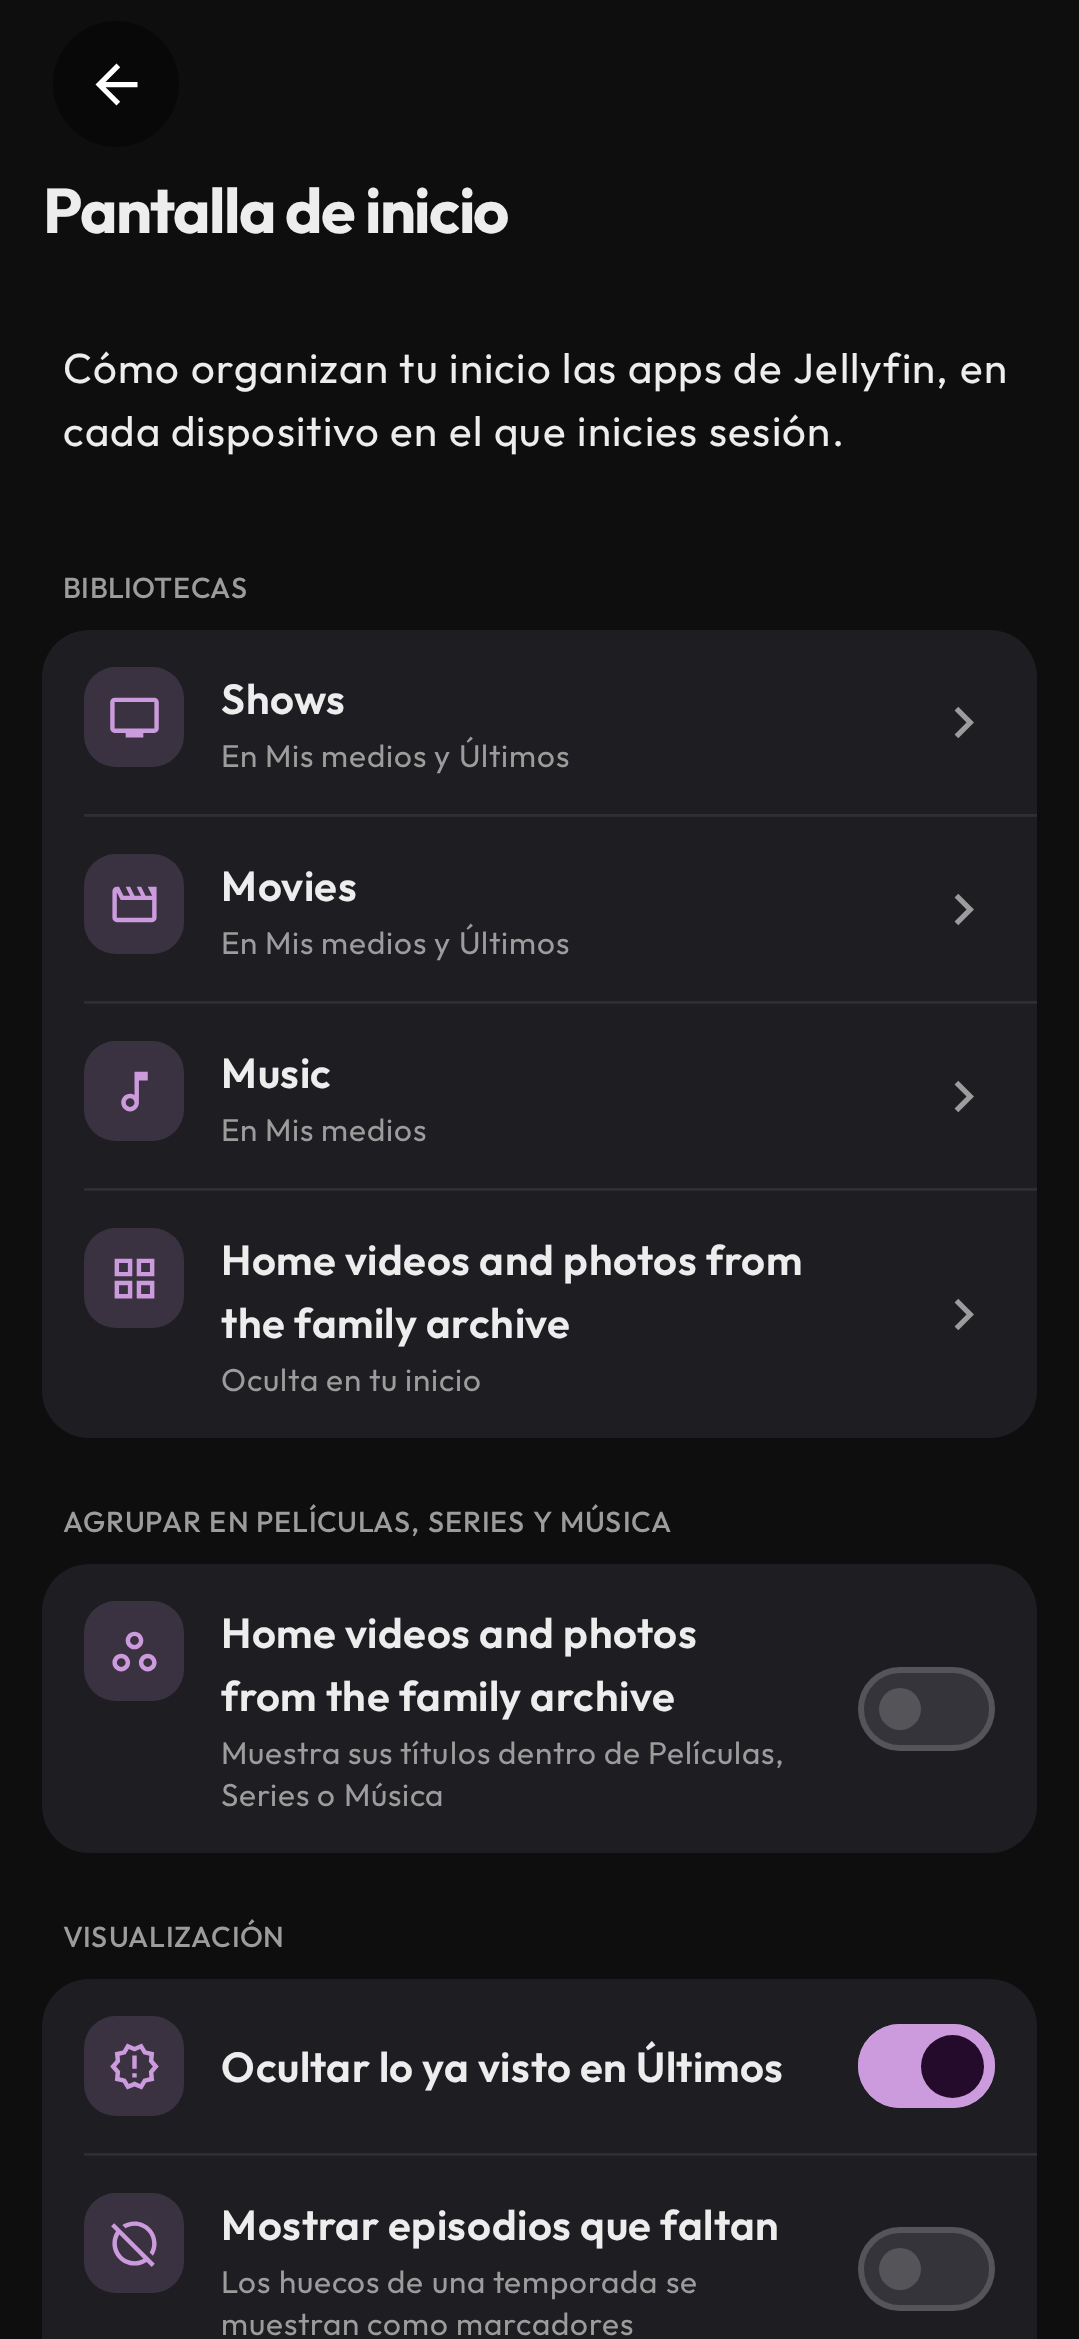 Pantalla de inicio
Cómo organizan tu inicio las apps de Jellyfin, en
cada dispositivo en el que inicies sesión.
BIBLIOTECAS
Shows
En Mis medios y Últimos
Movies
En Mis medios y Últimos
Music
En Mis medios
Home videos and photos from
the family archive
Oculta en tu inicio
AGRUPAR EN PELÍCULAS, SERIES Y MÚSICA
Home videos and photos
from the family archive
Muestra sus títulos dentro de Películas,
Series o Música
VISUALIZACIÓN
Ocultar lo ya visto en Últimos
Mostrar episodios que faltan
Los huecos de una temporada se
muestran como marcadores